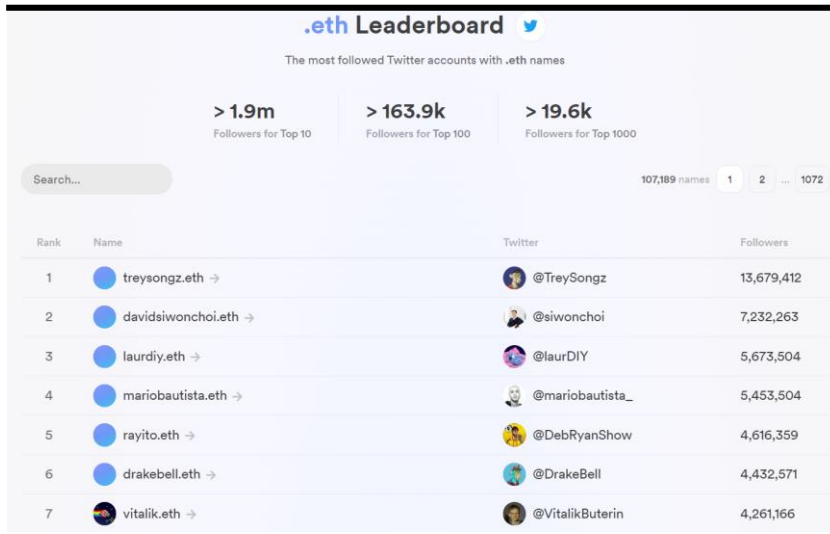 .eth Leaderboard
The most followed Twitter accounts with .eth names
> 1.9m > 163.9k > 19.6k
Followers for Top 10 Followers for Top 100 Followers for Top 1000
Search... 107,189 names 1 2 ... 1072
Rank Name Twitter Followers
1 treysongz.eth → @TreySongz 13,679,412
2 davidsiwonchoi.eth → @siwonchoi 7,232,263
3 laurdiy.eth → @laurDIY 5,673,504
4 mariobautista.eth → @mariobautista_ 5,453,504
5 rayito.eth → @DebRyanShow 4,616,359
6 drakebell.eth → @DrakeBell 4,432,571
7 vitalik.eth → @VitalikButerin 4,261,166